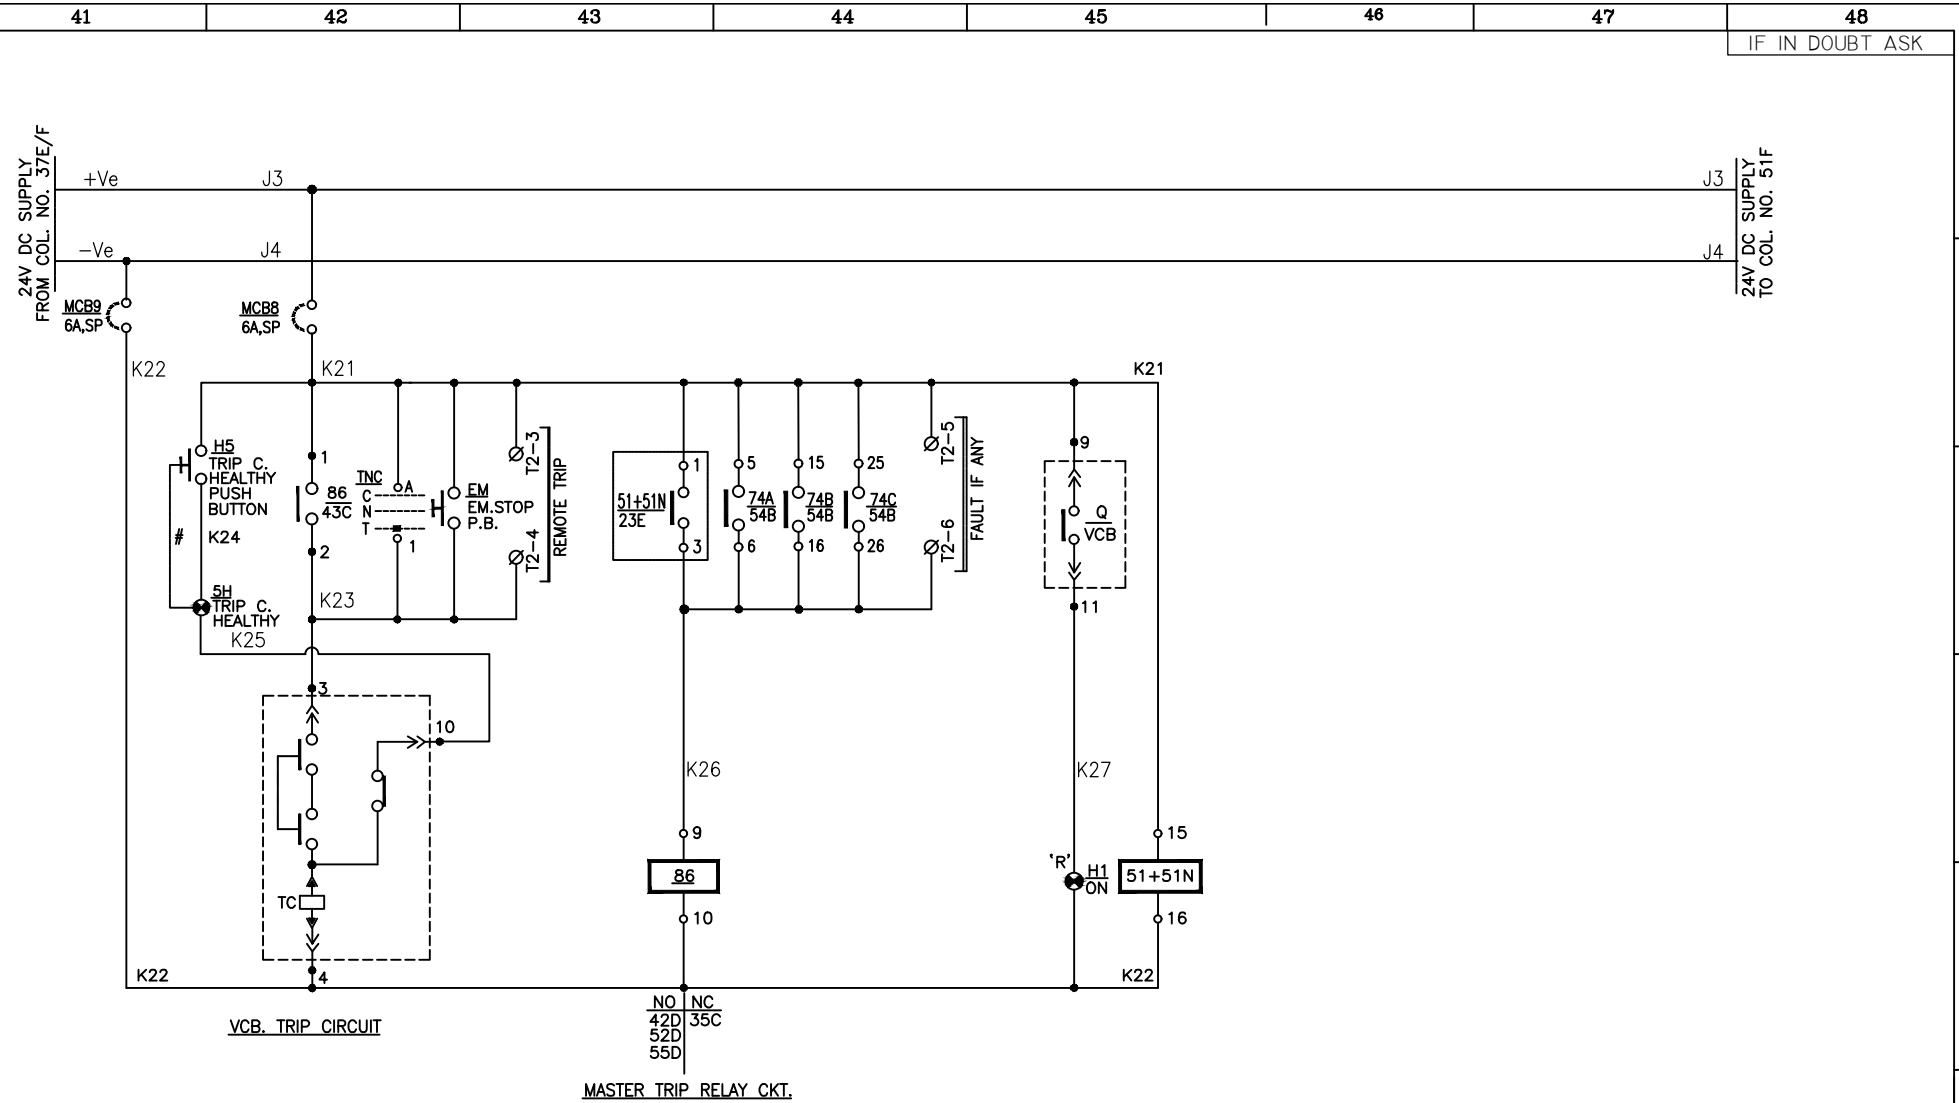 41 42 43 44 45 46 47 48
IF IN DOUBT ASK
24V DC SUPPLY
FROM COL. NO. 37E/F
+Ve J3 J3
-Ve J4 J4
24V DC SUPPLY
TO COL. NO. 51F
MCB9
6A,SP
MCB8
6A,SP
K22
K21
K21
H5
TRIP C.
HEALTHY
PUSH
BUTTON
# K24
5H
TRIP C.
HEALTHY
K25
1
86
43C
2
K23
TNC
A
C
N
T
1
EM
EM.STOP
P.B.
T2-3
T2-4
REMOTE TRIP
1
51+51N
23E
3
5
74A
54B
6
15
74B
54B
16
25
74C
54B
26
T2-5
T2-6
FAULT IF ANY
9
Q
VCB
11
3
10
TC
4
K26
9
86
10
K27
'R'
H1
ON
15
51+51N
16
K22
K22
NO NC
42D 35C
52D
55D
VCB. TRIP CIRCUIT
MASTER TRIP RELAY CKT.